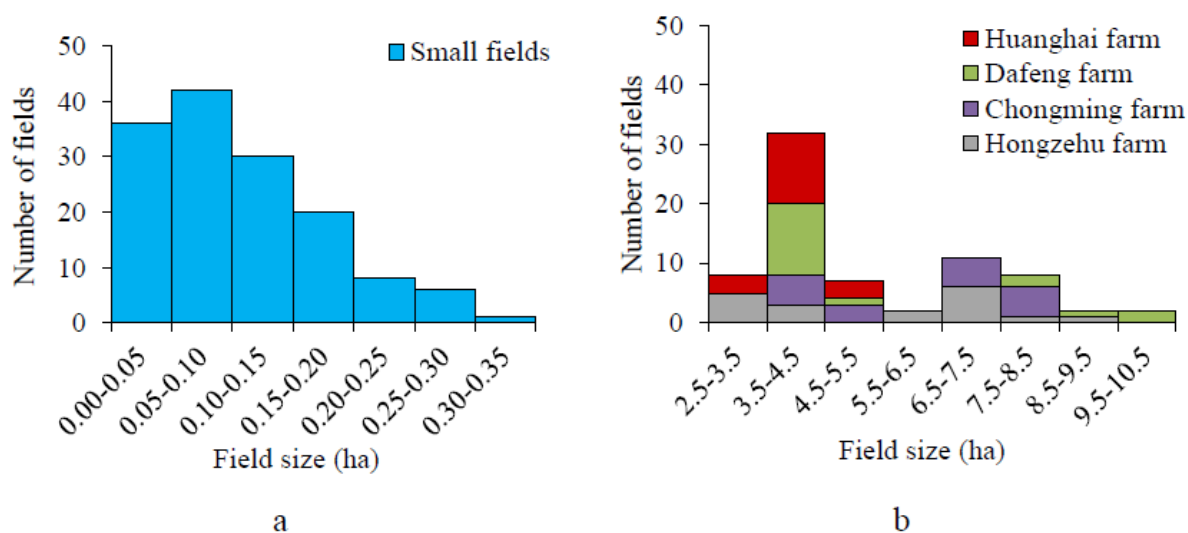 Number of fields
50
40
30
20
10
0
Small fields
0.00-0.05
0.05-0.10
0.10-0.15
0.15-0.20
0.20-0.25
0.25-0.30
0.30-0.35
Field size (ha)
a
Number of fields
50
40
30
20
10
0
Huanghai farm
Dafeng farm
Chongming farm
Hongzehu farm
2.5-3.5
3.5-4.5
4.5-5.5
5.5-6.5
6.5-7.5
7.5-8.5
8.5-9.5
9.5-10.5
Field size (ha)
b